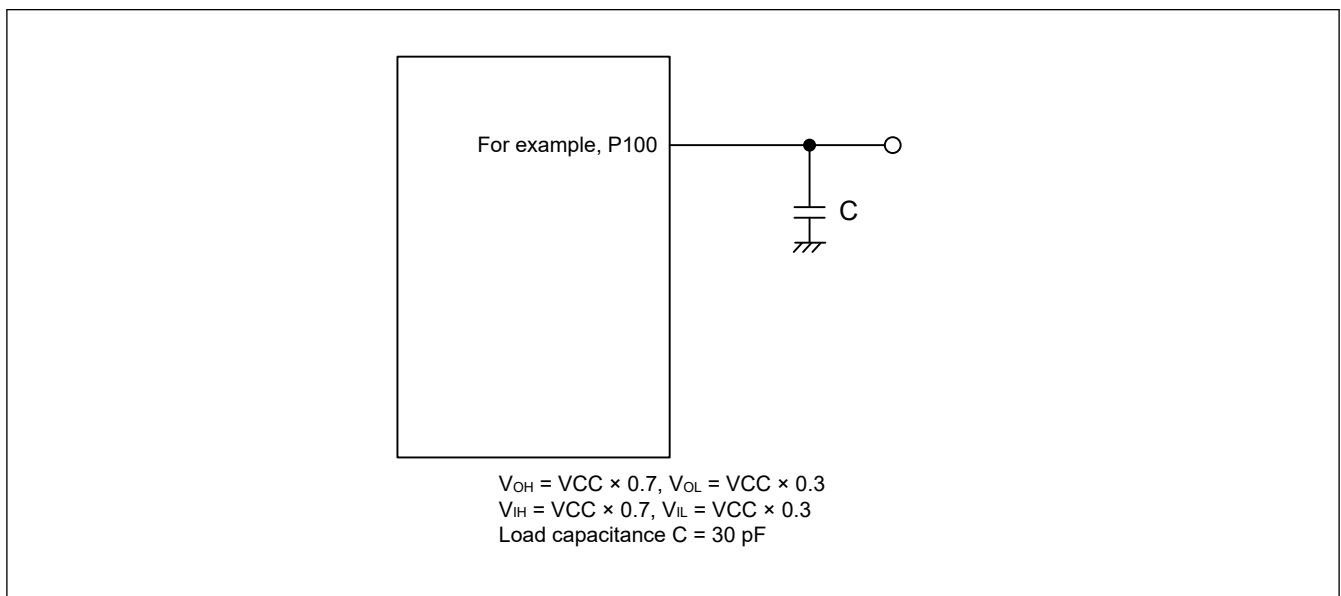 For example, P100
C
VOH = VCC × 0.7, VOL = VCC × 0.3
VIH = VCC × 0.7, VIL = VCC × 0.3
Load capacitance C = 30 pF